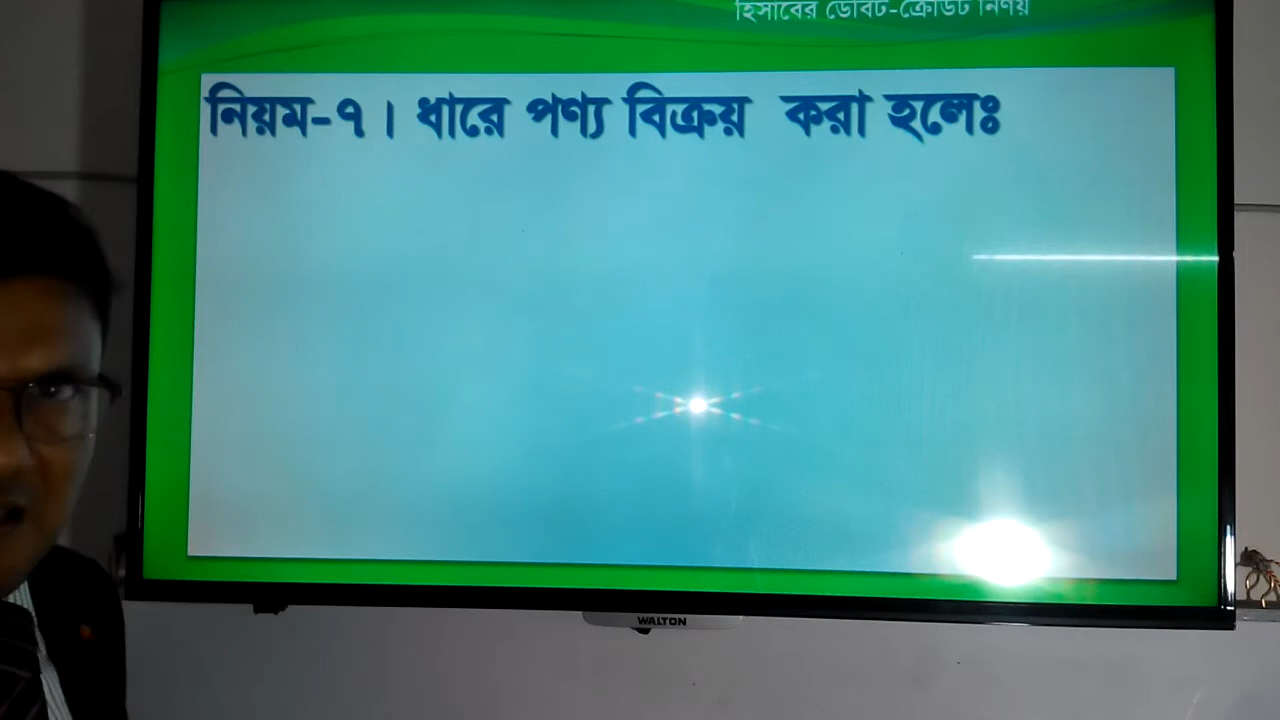 হিসাবের ডেবিট-ক্রেডিট নির্ণয়
নিয়ম-৭। ধারে পণ্য বিক্রয় করা হলেঃ
WALTON